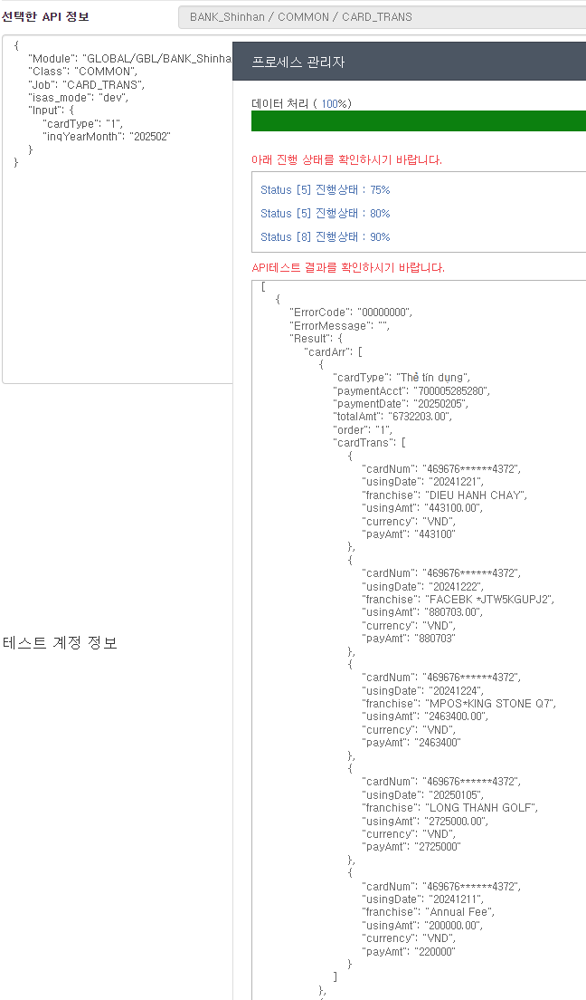 선택한 API 정보
BANK_Shinhan / COMMON / CARD_TRANS
{
"Module": "GLOBAL/GBL/BANK_Shinha
"Class": "COMMON",
"Job": "CARD_TRANS",
"isas_mode": "dev",
"Input": {
"cardType": "1",
"inqYearMonth": "202502"
}
}
테스트 계정 정보
프로세스 관리자
데이터 처리 ( 100%)
아래 진행 상태를 확인하시기 바랍니다.
Status [5] 진행상태 : 75%
Status [5] 진행상태 : 80%
Status [8] 진행상태 : 90%
API테스트 결과를 확인하시기 바랍니다.
[
{
"ErrorCode": "00000000",
"ErrorMessage": "",
"Result": {
"cardArr": [
{
"cardType": "Thẻ tín dụng",
"paymentAcct": "700005285280",
"paymentDate": "20250205",
"totalAmt": "6732203.00",
"order": "1",
"cardTrans": [
{
"cardNum": "469676******4372",
"usingDate": "20241221",
"franchise": "DIEU HANH CHAY",
"usingAmt": "443100.00",
"currency": "VND",
"payAmt": "443100"
},
{
"cardNum": "469676******4372",
"usingDate": "20241222",
"franchise": "FACEBK *JTW5KGUPJ2",
"usingAmt": "880703.00",
"currency": "VND",
"payAmt": "880703"
},
{
"cardNum": "469676******4372",
"usingDate": "20241224",
"franchise": "MPOS*KING STONE Q7",
"usingAmt": "2463400.00",
"currency": "VND",
"payAmt": "2463400"
},
{
"cardNum": "469676******4372",
"usingDate": "20250105",
"franchise": "LONG THANH GOLF",
"usingAmt": "2725000.00",
"currency": "VND",
"payAmt": "2725000"
},
{
"cardNum": "469676******4372",
"usingDate": "20241211",
"franchise": "Annual Fee",
"usingAmt": "200000.00",
"currency": "VND",
"payAmt": "220000"
}
]
},